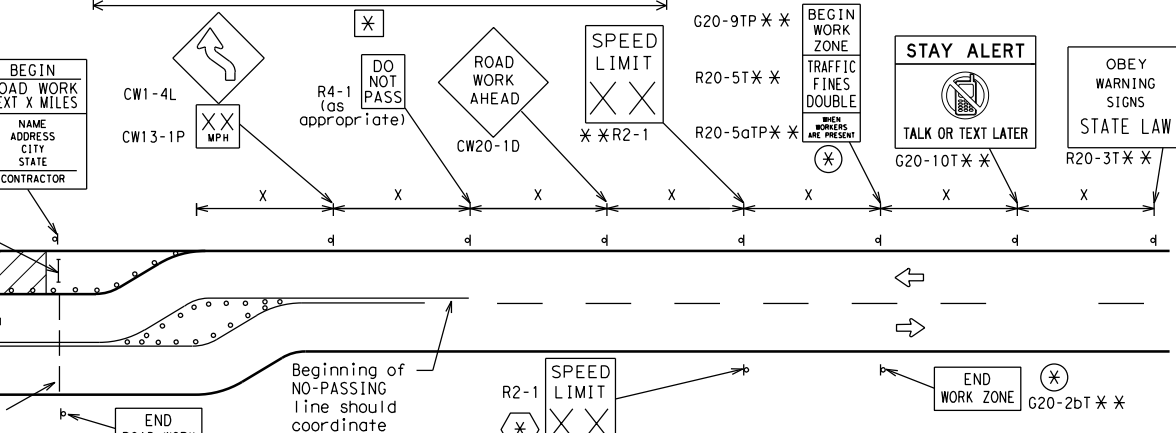 BEGIN
ROAD WORK
NEXT X MILES
NAME
ADDRESS
CITY
STATE
CONTRACTOR
CW1-4L
CW13-1P
X X
MPH
*
R4-1
(as
appropriate)
DO
NOT
PASS
ROAD
WORK
AHEAD
CW20-1D
SPEED
LIMIT
X X
* * R2-1
G20-9TP * *
R20-5T * *
R20-5aTP * *
BEGIN
WORK
ZONE
TRAFFIC
FINES
DOUBLE
WHEN
WORKERS
ARE PRESENT
*
STAY ALERT
TALK OR TEXT LATER
G20-10T * *
OBEY
WARNING
SIGNS
STATE LAW
R20-3T * *
X X X X X X X
Beginning of
NO-PASSING
line should
coordinate
R2-1
SPEED
LIMIT
X X
*
END
WORK ZONE
*
G20-2bT * *
END
ROAD WORK